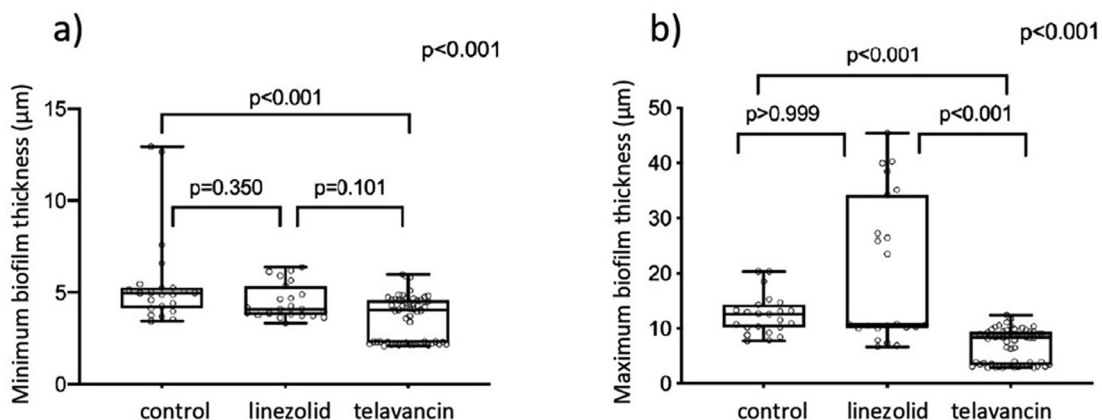 a)
p<0.001
p<0.001
p=0.350
p=0.101
Minimum biofilm thickness (µm)
15
10
5
0
control
linezolid
telavancin
b)
p<0.001
p<0.001
p>0.999
p<0.001
Maximum biofilm thickness (µm)
50
40
30
20
10
0
control
linezolid
telavancin